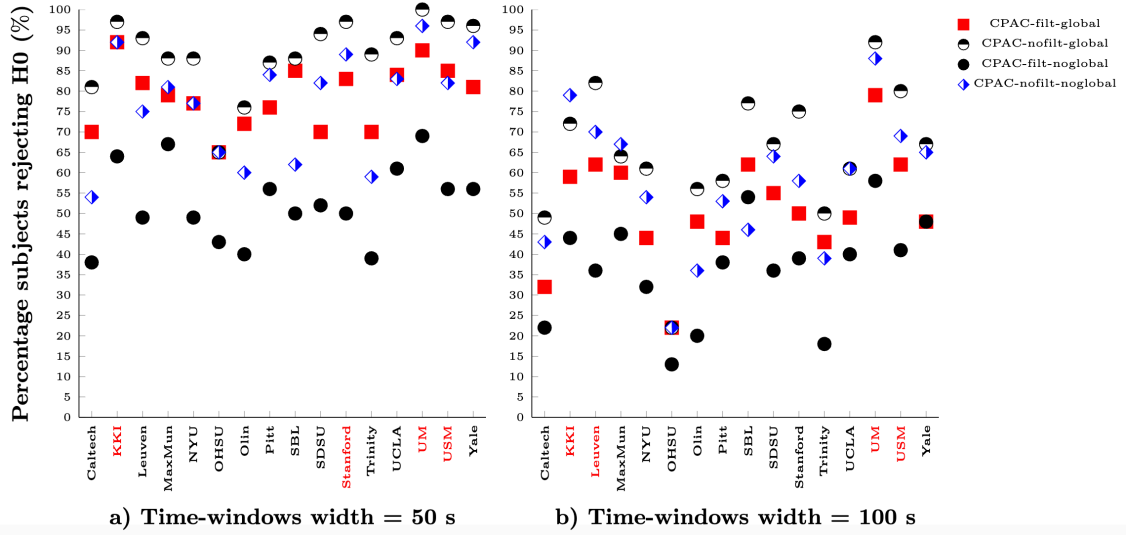 Percentage subjects rejecting H0 (%)
100
95
90
85
80
75
70
65
60
55
50
45
40
35
30
25
20
15
10
5
0
Caltech
KKI
Leuven
MaxMun
NYU
OHSU
Olin
Pitt
SBL
SDSU
Stanford
Trinity
UCLA
UM
USM
Yale
a) Time-windows width = 50 s
100
95
90
85
80
75
70
65
60
55
50
45
40
35
30
25
20
15
10
5
0
Caltech
KKI
Leuven
MaxMun
NYU
OHSU
Olin
Pitt
SBL
SDSU
Stanford
Trinity
UCLA
UM
USM
Yale
b) Time-windows width = 100 s
CPAC-filt-global
CPAC-nofilt-global
CPAC-filt-noglobal
CPAC-nofilt-noglobal